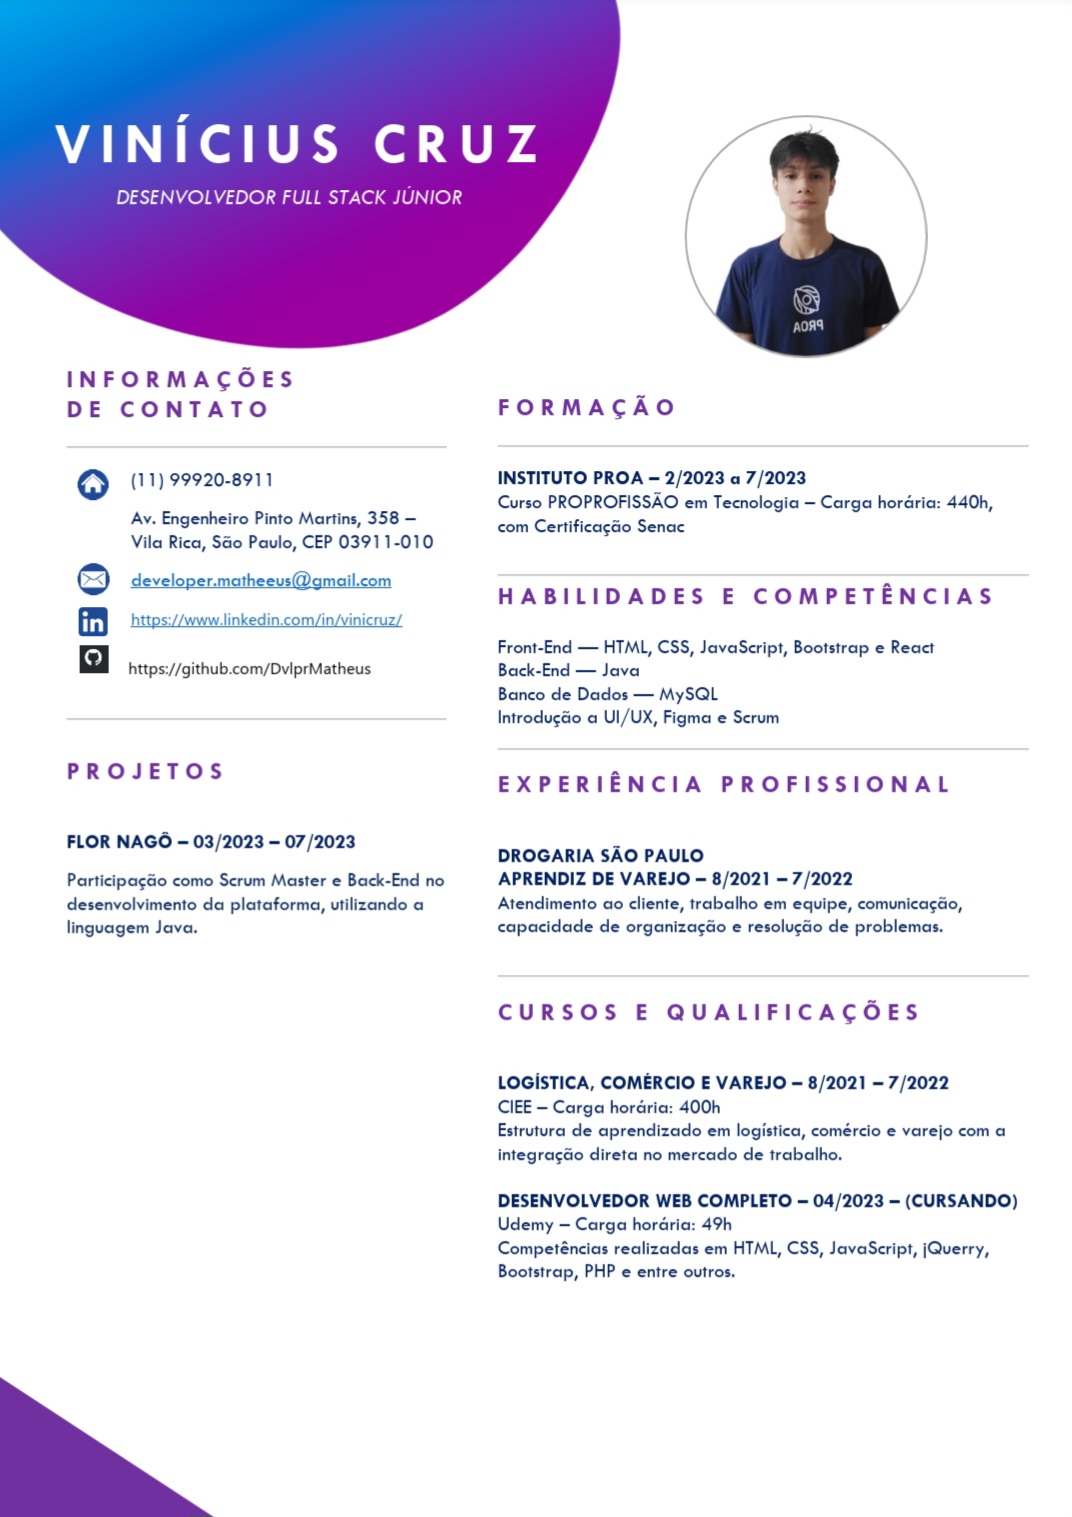 VINÍCIUS CRUZ
DESENVOLVEDOR FULL STACK JÚNIOR
PROA
INFORMAÇÕES
DE CONTATO
(11) 99920-8911
Av. Engenheiro Pinto Martins, 358 –
Vila Rica, São Paulo, CEP 03911-010
developer.matheeus@gmail.com
in
https://www.linkedin.com/in/vinicruz/
https://github.com/DvlprMatheus
PROJETOS
FLOR NAGÔ – 03/2023 – 07/2023
Participação como Scrum Master e Back-End no
desenvolvimento da plataforma, utilizando a
linguagem Java.
FORMAÇÃO
INSTITUTO PROA – 2/2023 a 7/2023
Curso PROPROFISSÃO em Tecnologia – Carga horária: 440h,
com Certificação Senac
HABILIDADES E COMPETÊNCIAS
Front-End — HTML, CSS, JavaScript, Bootstrap e React
Back-End — Java
Banco de Dados — MySQL
Introdução a UI/UX, Figma e Scrum
EXPERIÊNCIA PROFISSIONAL
DROGARIA SÃO PAULO
APRENDIZ DE VAREJO – 8/2021 – 7/2022
Atendimento ao cliente, trabalho em equipe, comunicação,
capacidade de organização e resolução de problemas.
CURSOS E QUALIFICAÇÕES
LOGÍSTICA, COMÉRCIO E VAREJO – 8/2021 – 7/2022
CIEE – Carga horária: 400h
Estrutura de aprendizado em logística, comércio e varejo com a
integração direta no mercado de trabalho.
DESENVOLVEDOR WEB COMPLETO – 04/2023 – (CURSANDO)
Udemy – Carga horária: 49h
Competências realizadas em HTML, CSS, JavaScript, jQuerry,
Bootstrap, PHP e entre outros.